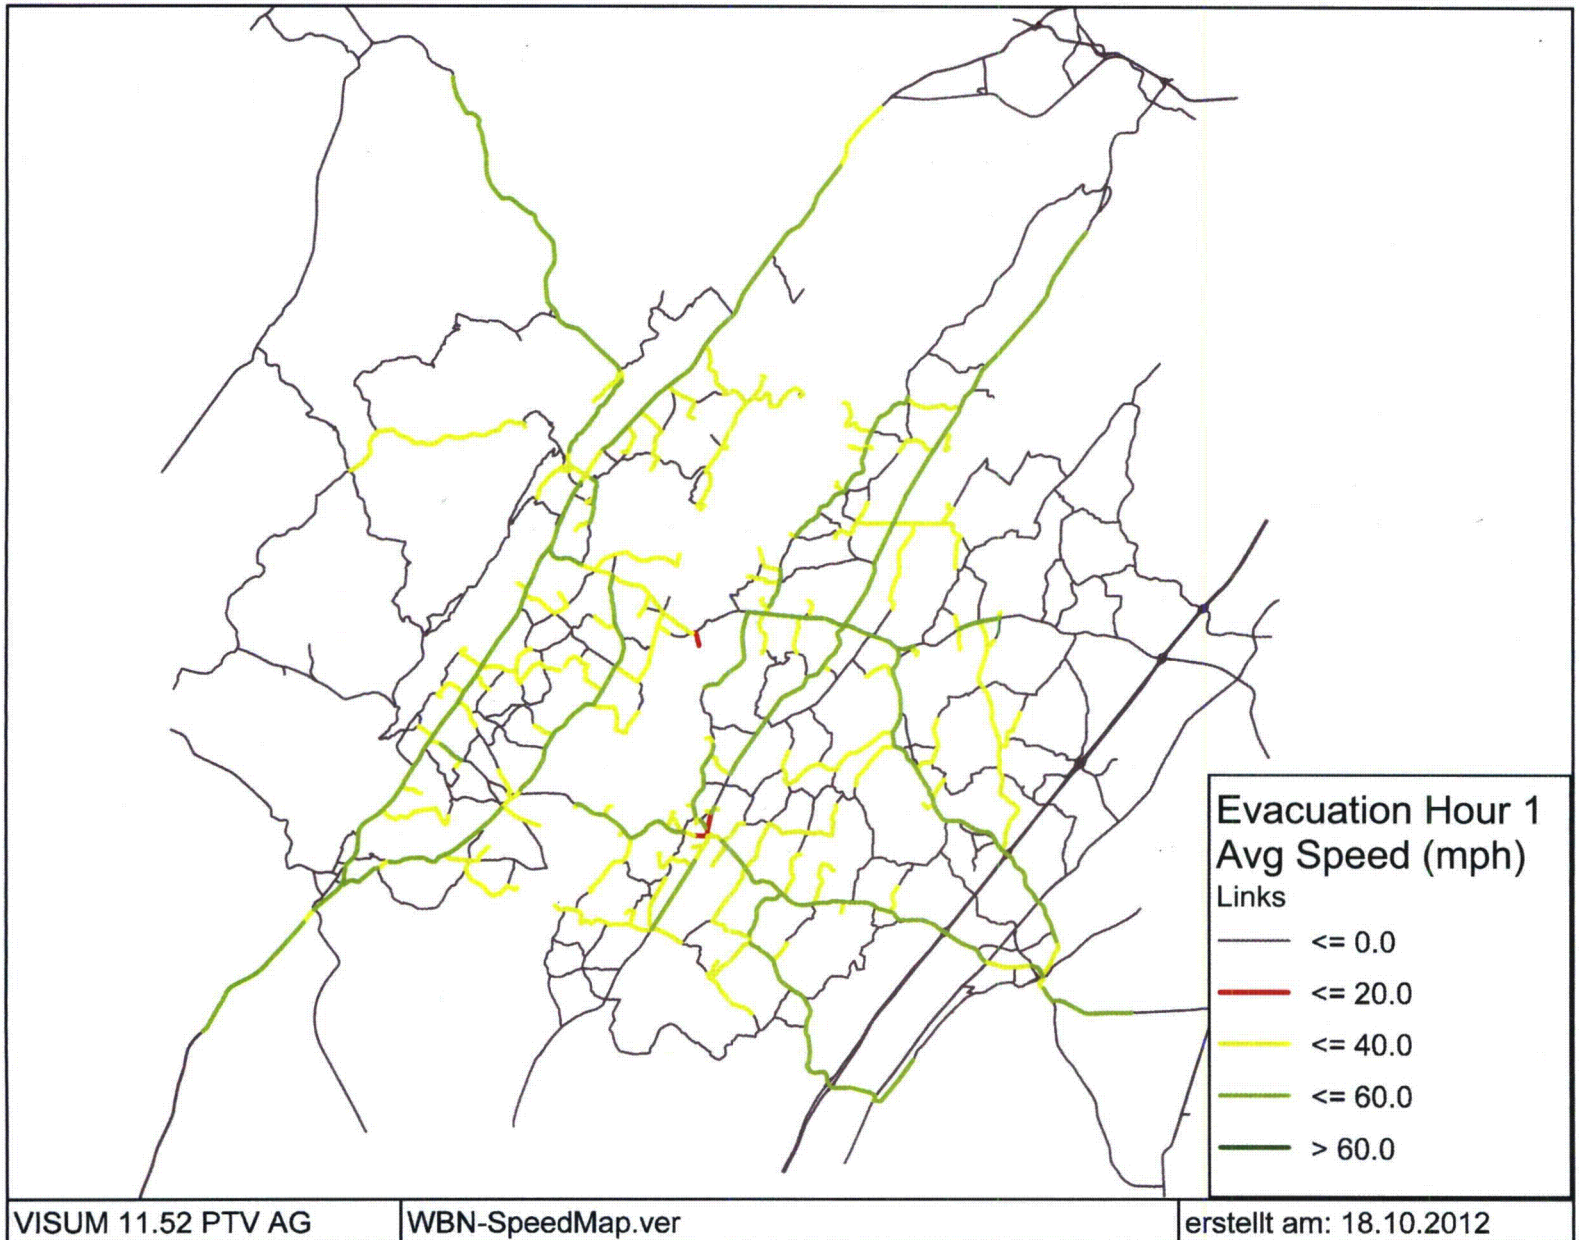 Evacuation Hour 1
Avg Speed (mph)
Links
<= 0.0
<= 20.0
<= 40.0
<= 60.0
> 60.0
VISUM 11.52 PTV AG
WBN-SpeedMap.ver
erstellt am: 18.10.2012